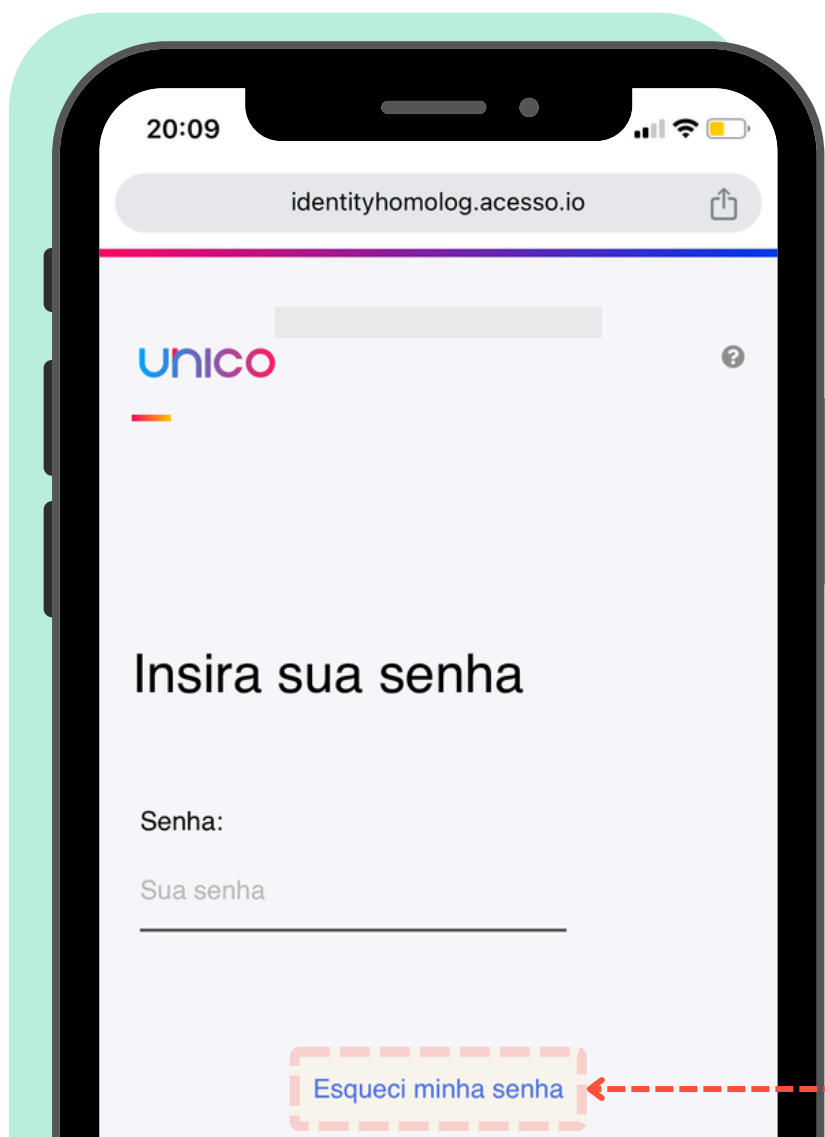 20:09
identityhomolog.acesso.io
unico
Insira sua senha
Senha:
Sua senha
Esqueci minha senha